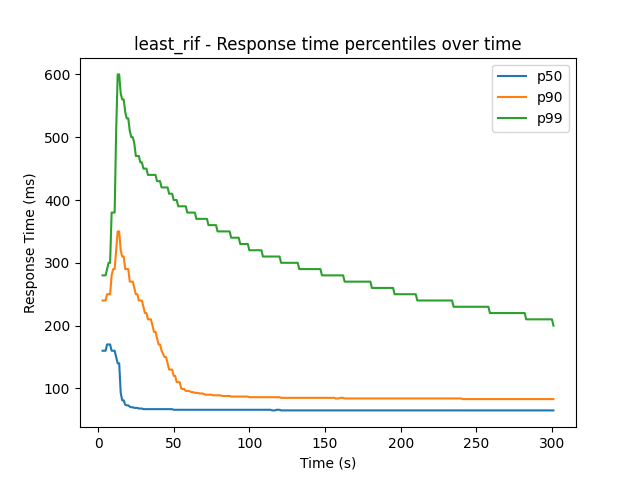 least_rif - Response time percentiles over time
p50
p90
p99
Response Time (ms)
600
500
400
300
200
100
0 50 100 150 200 250 300
Time (s)